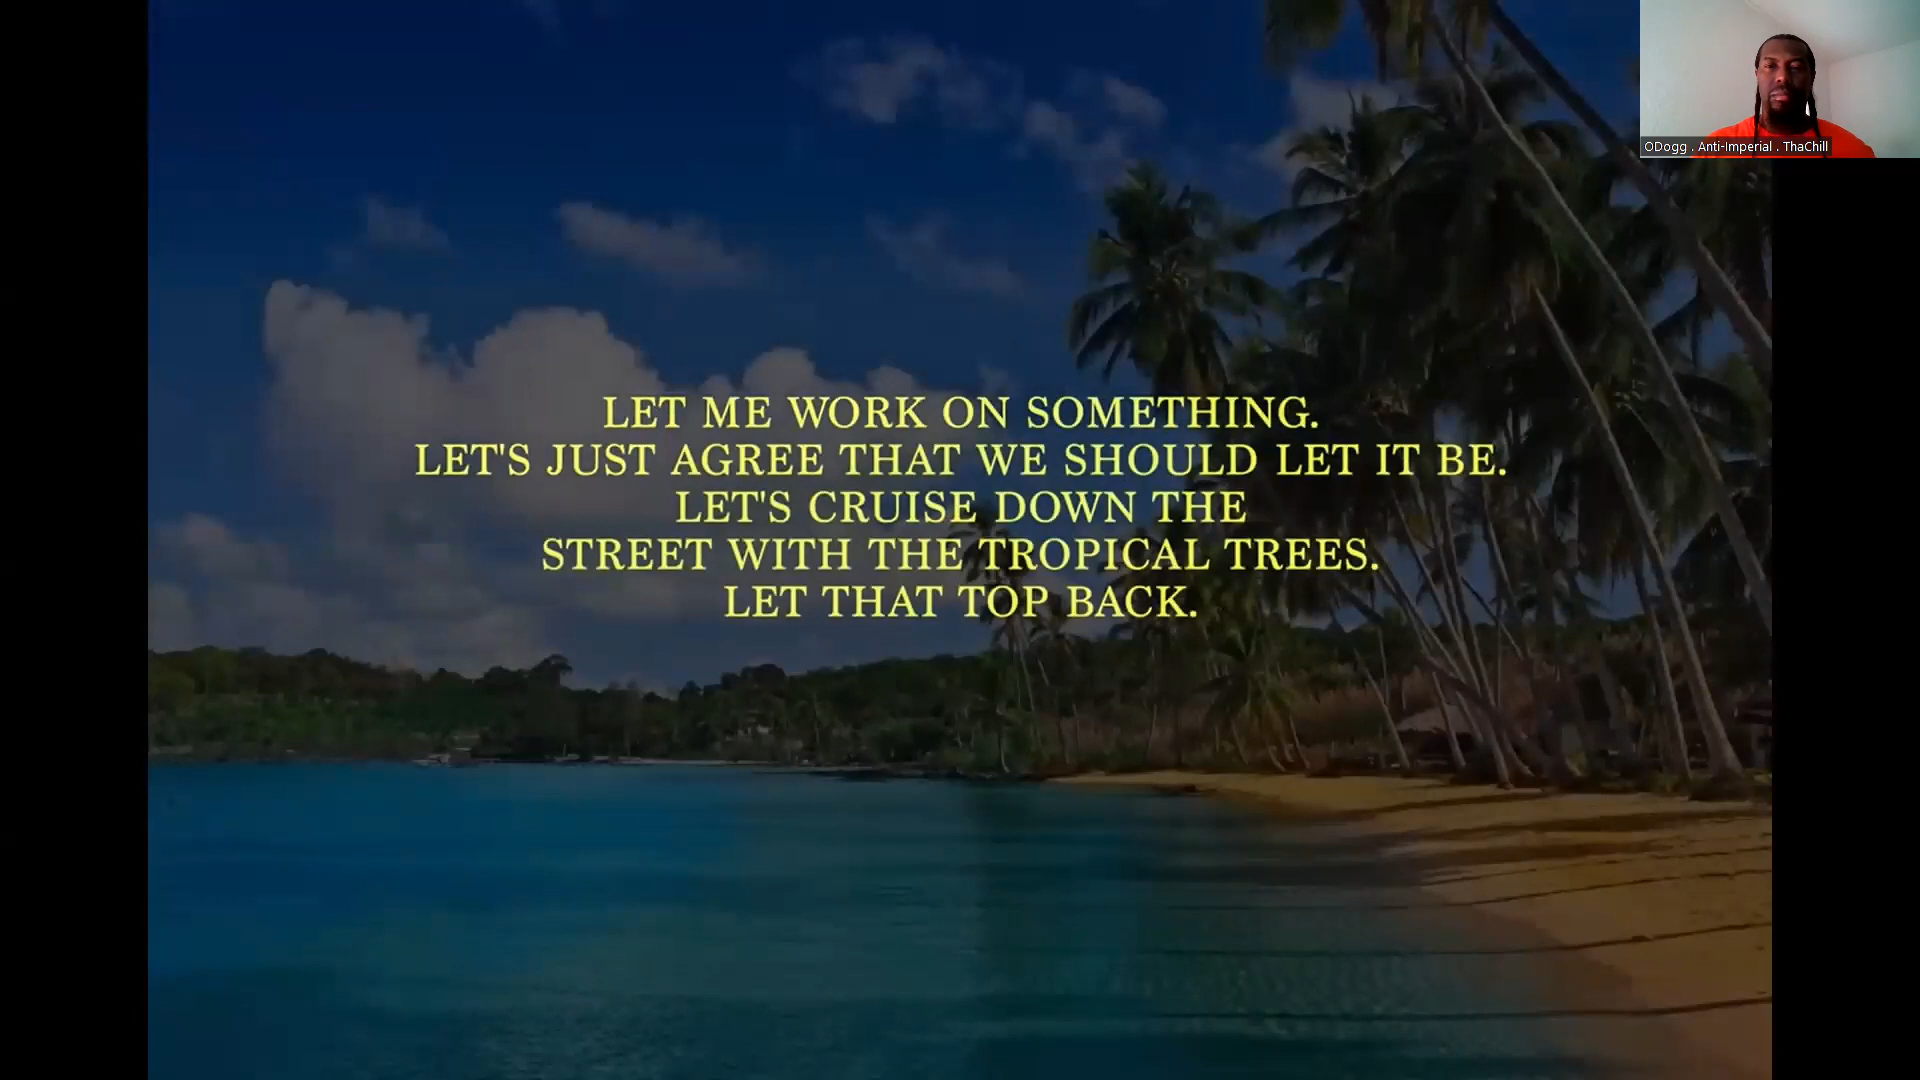 ODogg . Anti-Imperial . ThaChill
LET ME WORK ON SOMETHING.
LET'S JUST AGREE THAT WE SHOULD LET IT BE.
LET'S CRUISE DOWN THE
STREET WITH THE TROPICAL TREES.
LET THAT TOP BACK.